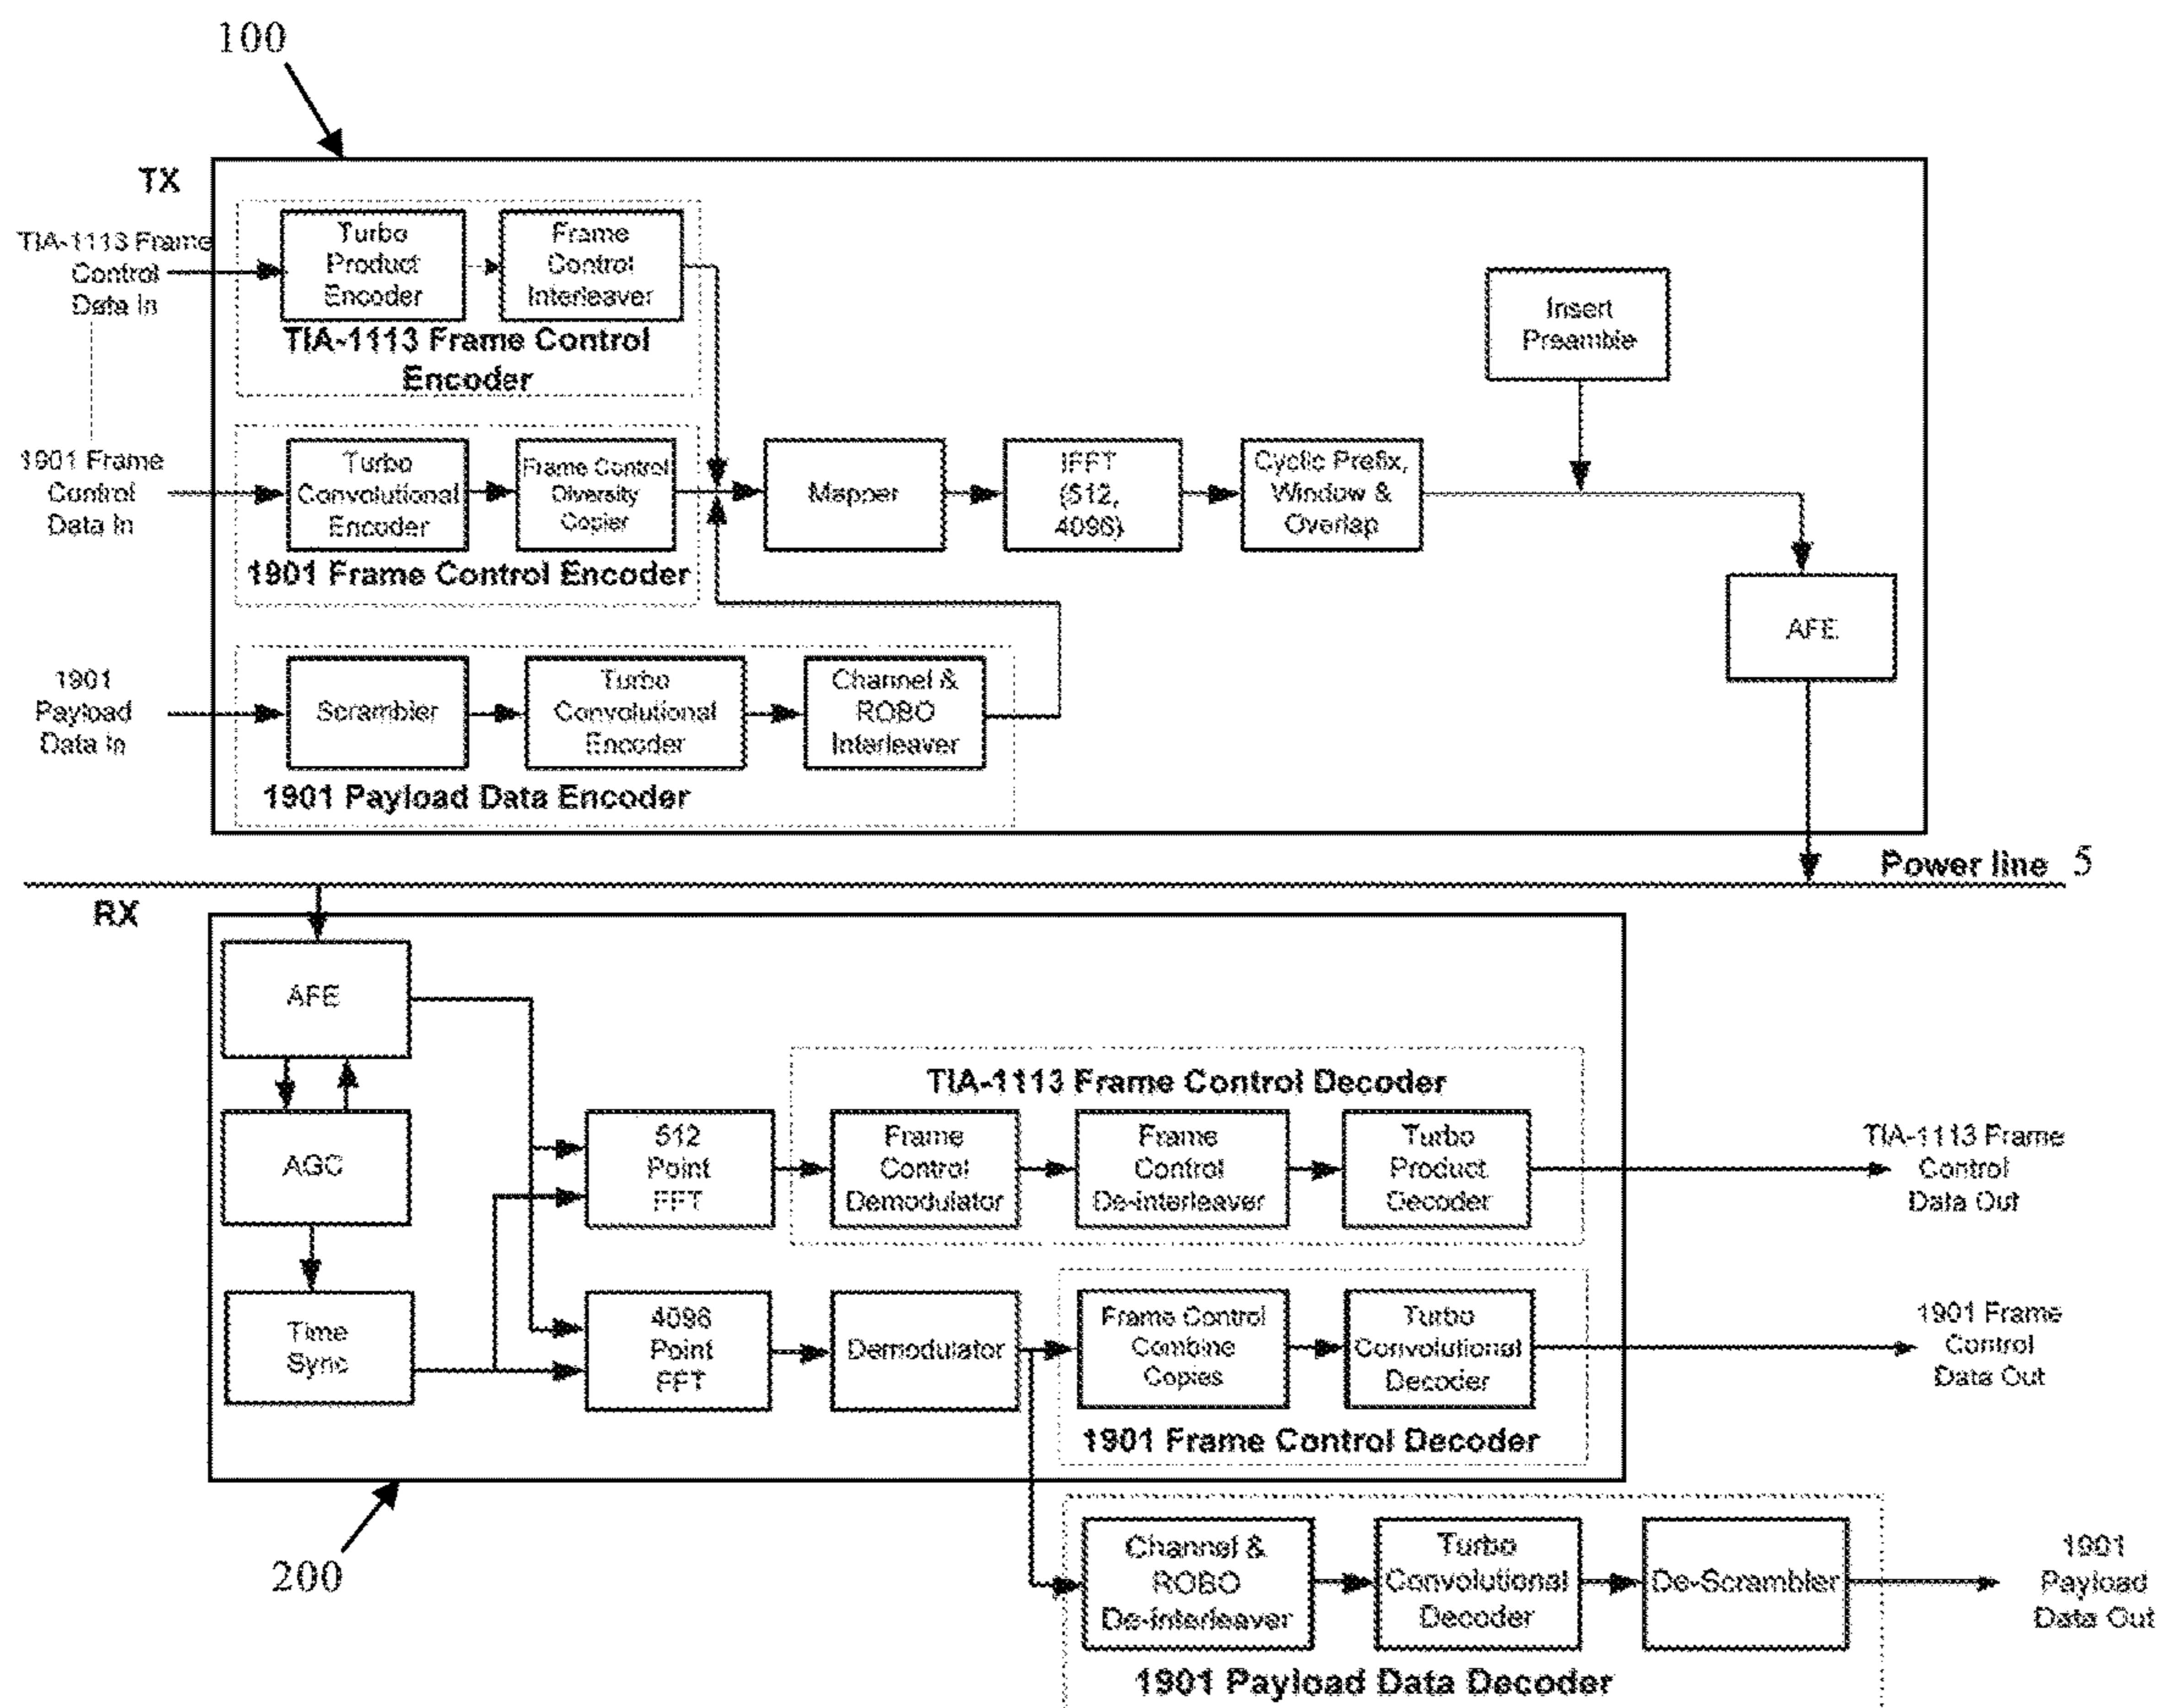 100
TX
TIA-1113 Frame
Control
Data In
Turbo
Product
Encoder
Frame
Control
Interleaver
TIA-1113 Frame Control
Encoder
Insert
Preamble
1901 Frame
Control
Data In
Turbo
Convolutional
Encoder
Frame Control
Diversity
Copier
1901 Frame Control Encoder
Mapper
IFFT
(512,
4096)
Cyclic Prefix,
Window &
Overlap
AFE
1901
Payload
Data In
Scrambler
Turbo
Convolutional
Encoder
Channel &
ROBO
Interleaver
1901 Payload Data Encoder
Power line 5
RX
AFE
AGC
Time
Sync
512
Point
FFT
TIA-1113 Frame Control Decoder
Frame
Control
Demodulator
Frame
Control
De-interleaver
Turbo
Product
Decoder
TIA-1113 Frame
Control
Data Out
4096
Point
FFT
Demodulator
Frame Control
Combine
Copies
Turbo
Convolutional
Decoder
1901 Frame Control Decoder
1901 Frame
Control
Data Out
200
Channel &
ROBO
De-interleaver
Turbo
Convolutional
Decoder
De-Scrambler
1901 Payload Data Decoder
1901
Payload
Data Out